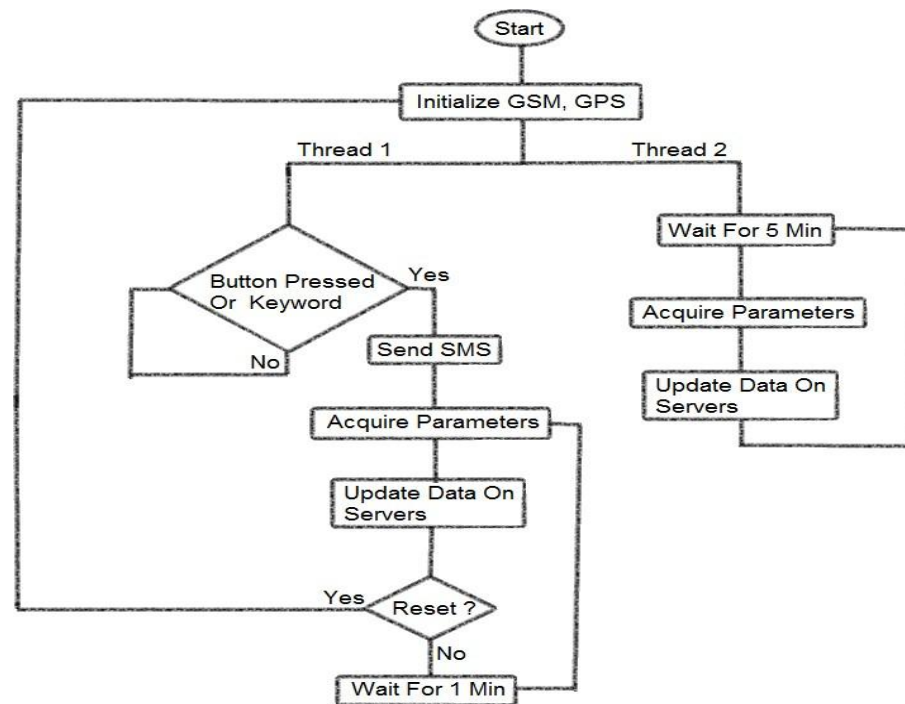 Start
Initialize GSM, GPS
Thread 1
Thread 2
Button Pressed
Or Keyword
Yes
No
Send SMS
Acquire Parameters
Update Data On
Servers
Yes
Reset ?
No
Wait For 1 Min
Wait For 5 Min
Acquire Parameters
Update Data On
Servers